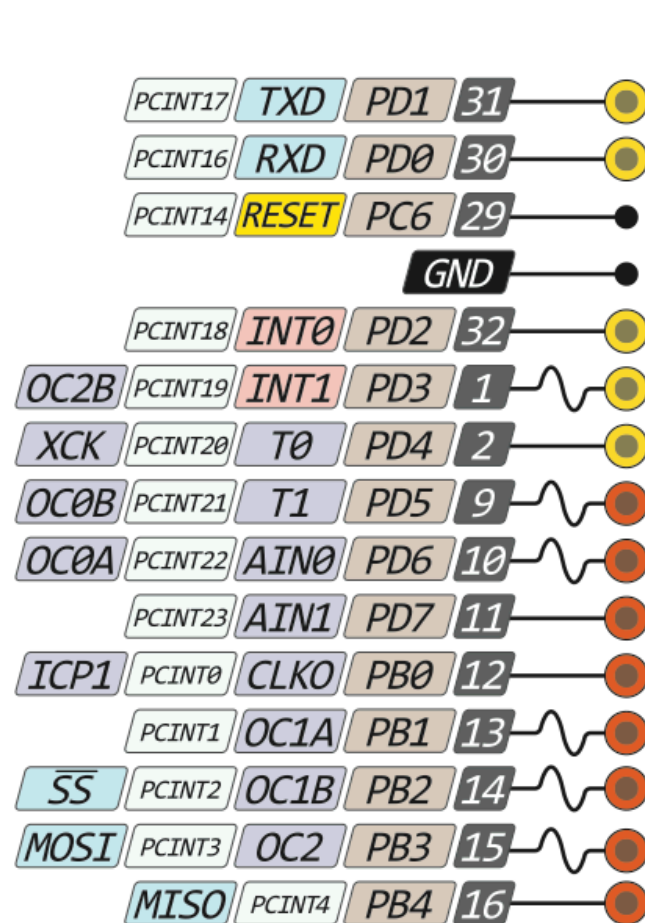 PCINT17 TXD PD1 31
PCINT16 RXD PD0 30
PCINT14 RESET PC6 29
GND
PCINT18 INT0 PD2 32
OC2B PCINT19 INT1 PD3 1
XCK PCINT20 T0 PD4 2
OC0B PCINT21 T1 PD5 9
OC0A PCINT22 AIN0 PD6 10
PCINT23 AIN1 PD7 11
ICP1 PCINT0 CLKO PB0 12
PCINT1 OC1A PB1 13
S̅S̅ PCINT2 OC1B PB2 14
MOSI PCINT3 OC2 PB3 15
MISO PCINT4 PB4 16